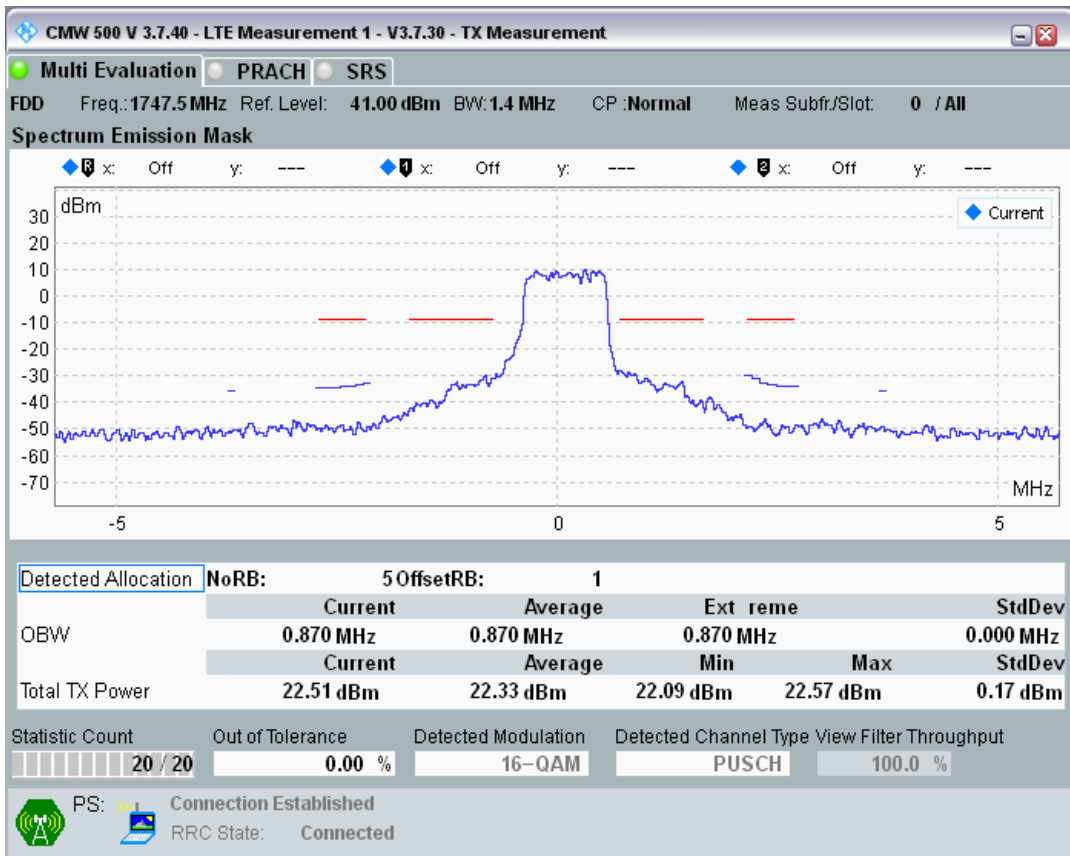 CMW 500 V 3.7.40 - LTE Measurement 1 - V3.7.30 - TX Measurement
Multi Evaluation PRACH SRS
FDD Freq.: 1747.5 MHz Ref. Level: 41.00 dBm BW: 1.4 MHz CP : Normal Meas Subfr./Slot: 0 / All
Spectrum Emission Mask
R x: Off y: --- 1 x: Off y: --- 2 x: Off y: ---
dBm
Current
30
20
10
0
-10
-20
-30
-40
-50
-60
-70
MHz
-5 0 5
Detected Allocation NoRB: 5 OffsetRB: 1
Current Average Ext reme StdDev
OBW 0.870 MHz 0.870 MHz 0.870 MHz 0.000 MHz
Current Average Min Max StdDev
Total TX Power 22.51 dBm 22.33 dBm 22.09 dBm 22.57 dBm 0.17 dBm
Statistic Count Out of Tolerance Detected Modulation Detected Channel Type View Filter Throughput
20 / 20 0.00 % 16-QAM PUSCH 100.0 %
PS: Connection Established
RRC State: Connected